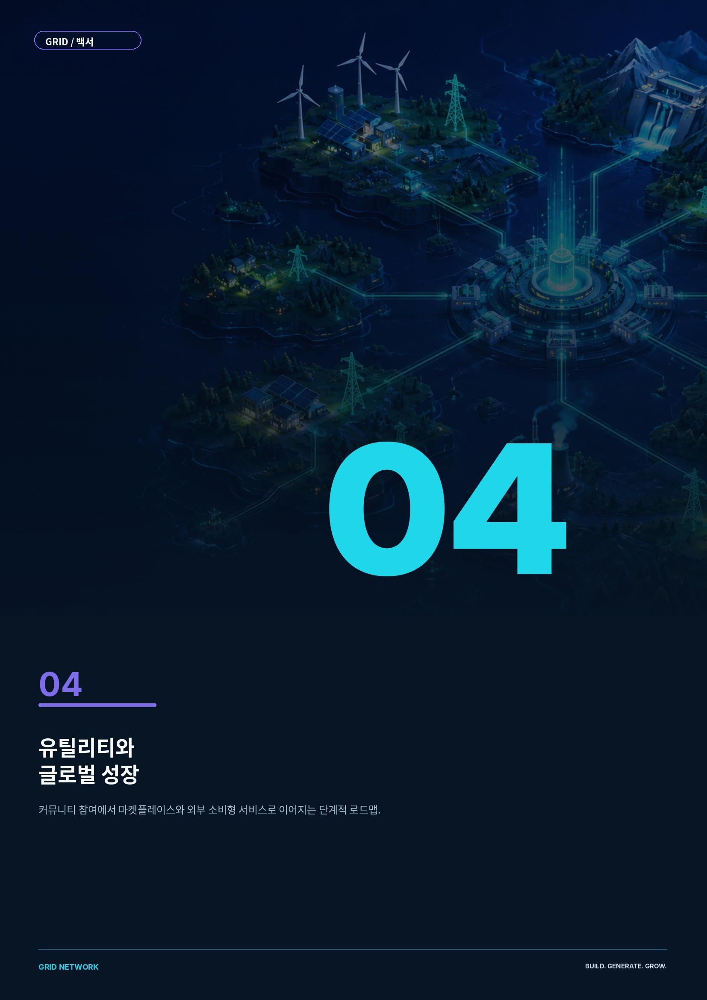 GRID / 백서
04
04
유틸리티와
글로벌 성장
커뮤니티 참여에서 마켓플레이스와 외부 소비형 서비스로 이어지는 단계적 로드맵.
GRID NETWORK
BUILD. GENERATE. GROW.